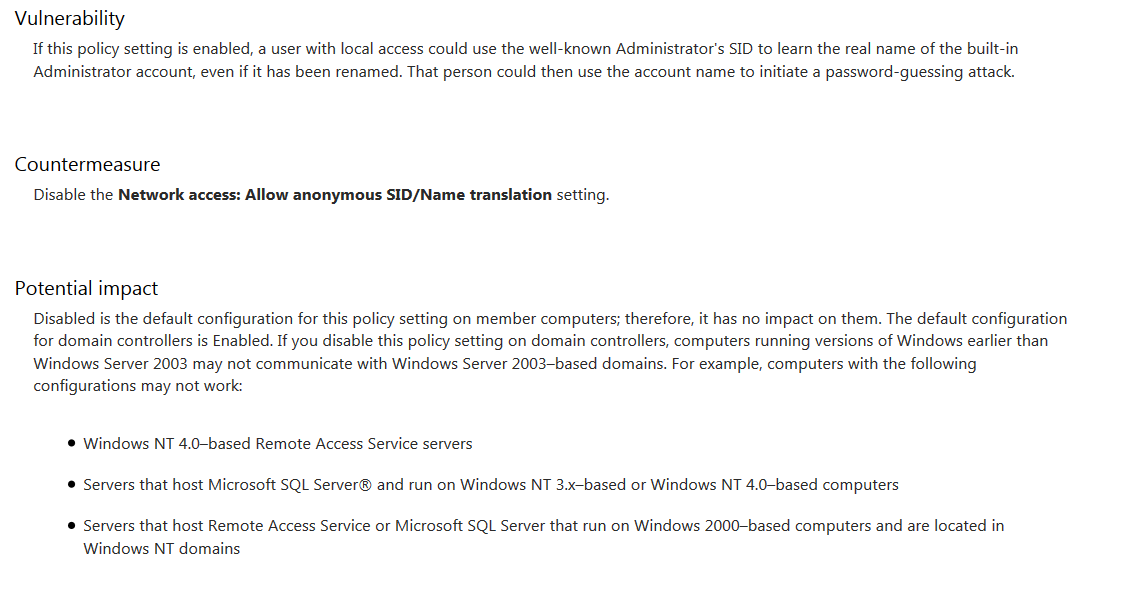 Vulnerability
If this policy setting is enabled, a user with local access could use the well-known Administrator's SID to learn the real name of the built-in
Administrator account, even if it has been renamed. That person could then use the account name to initiate a password-guessing attack.
Countermeasure
Disable the Network access: Allow anonymous SID/Name translation setting.
Potential impact
Disabled is the default configuration for this policy setting on member computers; therefore, it has no impact on them. The default configuration
for domain controllers is Enabled. If you disable this policy setting on domain controllers, computers running versions of Windows earlier than
Windows Server 2003 may not communicate with Windows Server 2003–based domains. For example, computers with the following
configurations may not work:
● Windows NT 4.0–based Remote Access Service servers
● Servers that host Microsoft SQL Server® and run on Windows NT 3.x–based or Windows NT 4.0–based computers
● Servers that host Remote Access Service or Microsoft SQL Server that run on Windows 2000–based computers and are located in
Windows NT domains